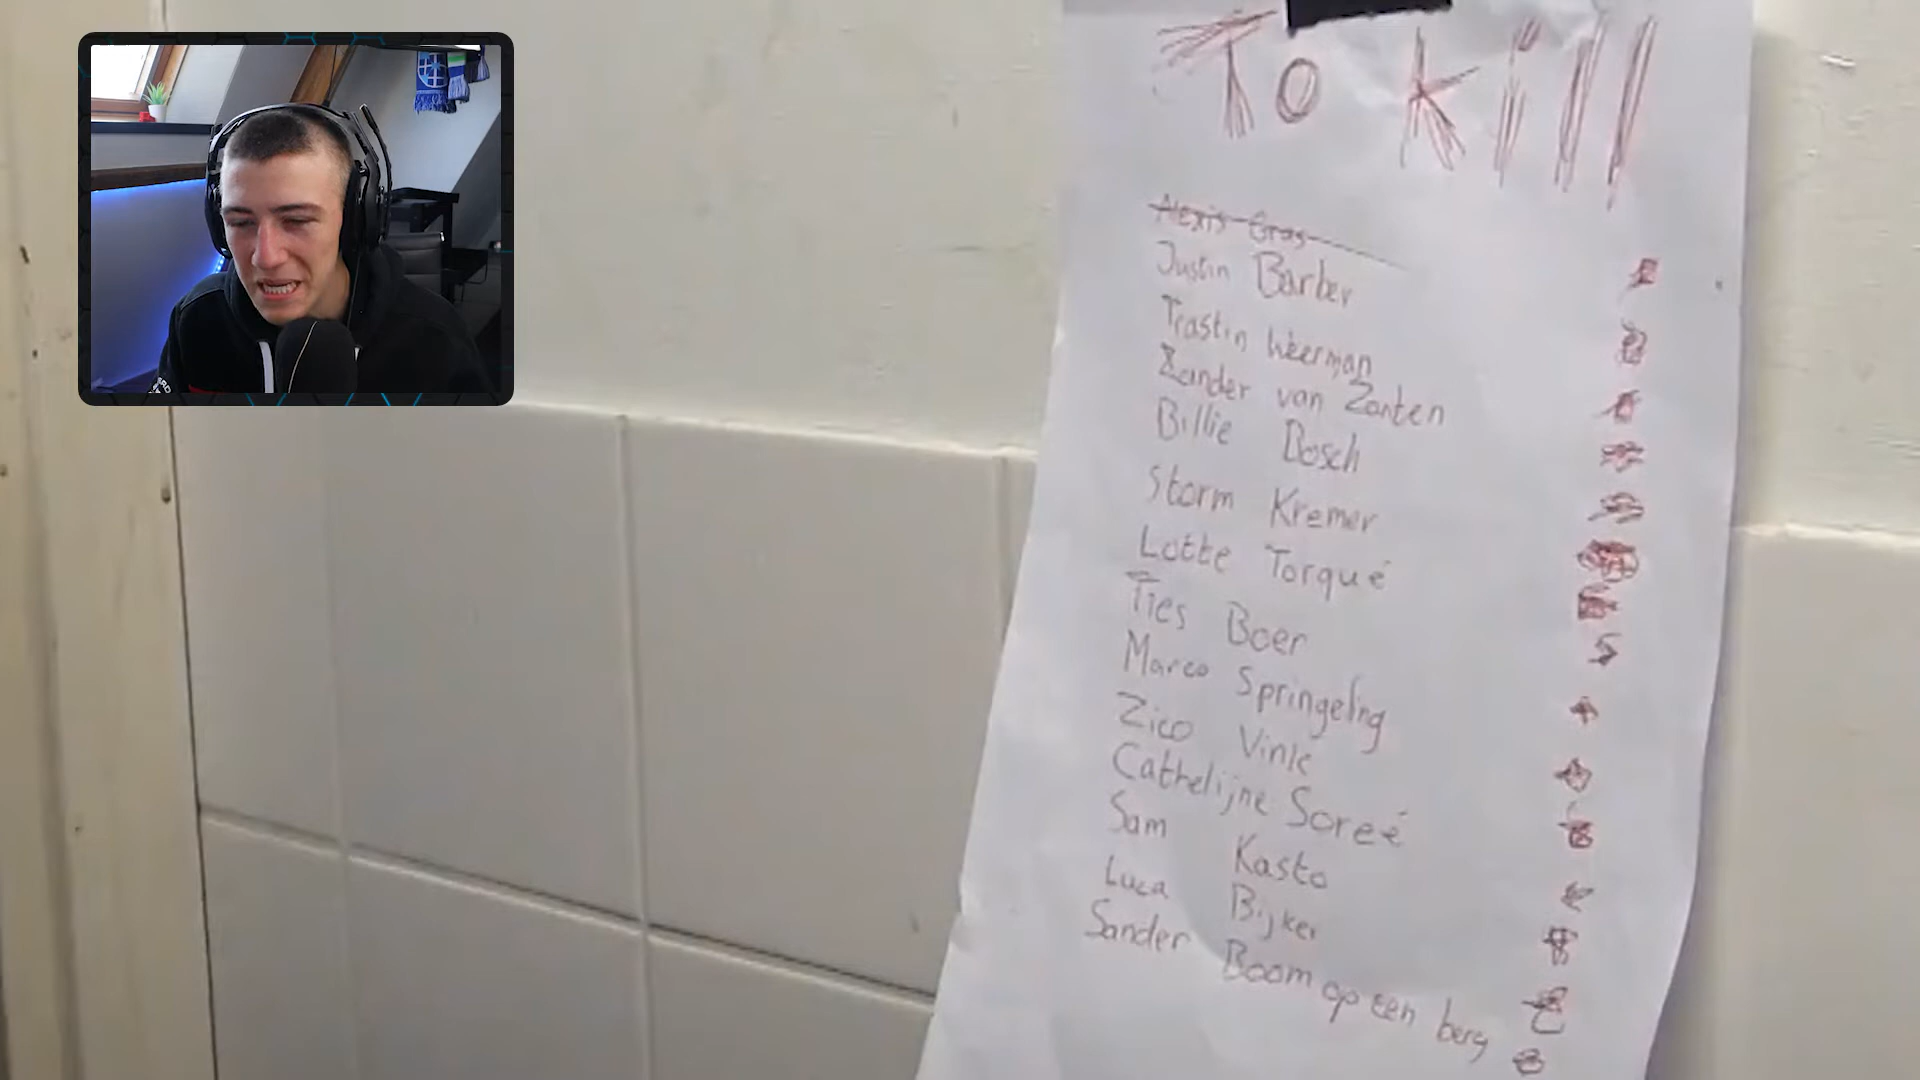 To kill
Alexis Gras
Justin Barber
Trastin Weerman
Xander van Zanten
Billie Bosch
Storm Kremer
Lotte Torqué
Ties Boer
Marco Springeling
Zico Vink
Cathelijne Soreé
Sam Kasto
Luca Bijker
Sander Boom op een berg